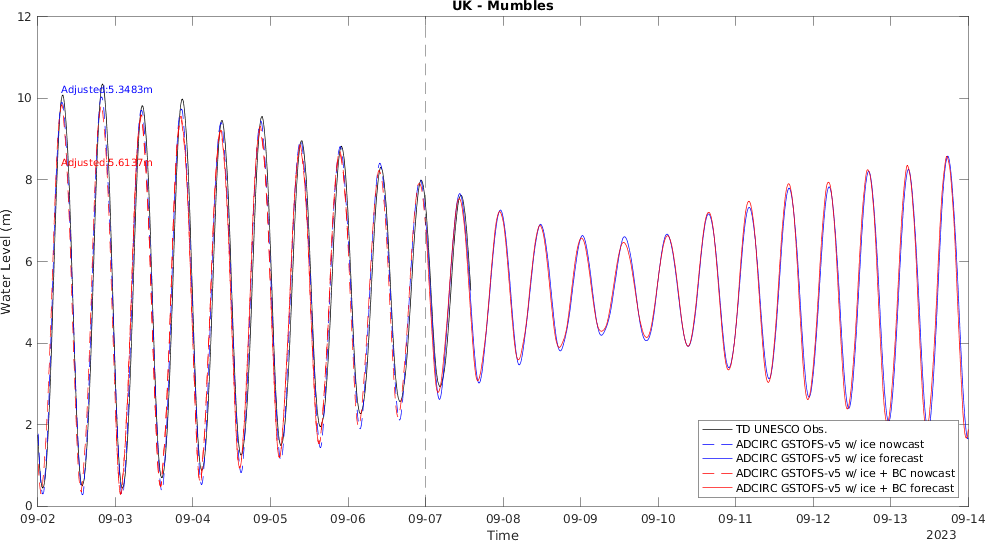 UK - Mumbles
Water Level (m)
12
10
8
6
4
2
0
Adjusted:5.3483m
Adjusted:5.6137m
TD UNESCO Obs.
ADCIRC GSTOFS-v5 w/ ice nowcast
ADCIRC GSTOFS-v5 w/ ice forecast
ADCIRC GSTOFS-v5 w/ ice + BC nowcast
ADCIRC GSTOFS-v5 w/ ice + BC forecast
09-02 09-03 09-04 09-05 09-06 09-07 09-08 09-09 09-10 09-11 09-12 09-13 09-14
Time
2023